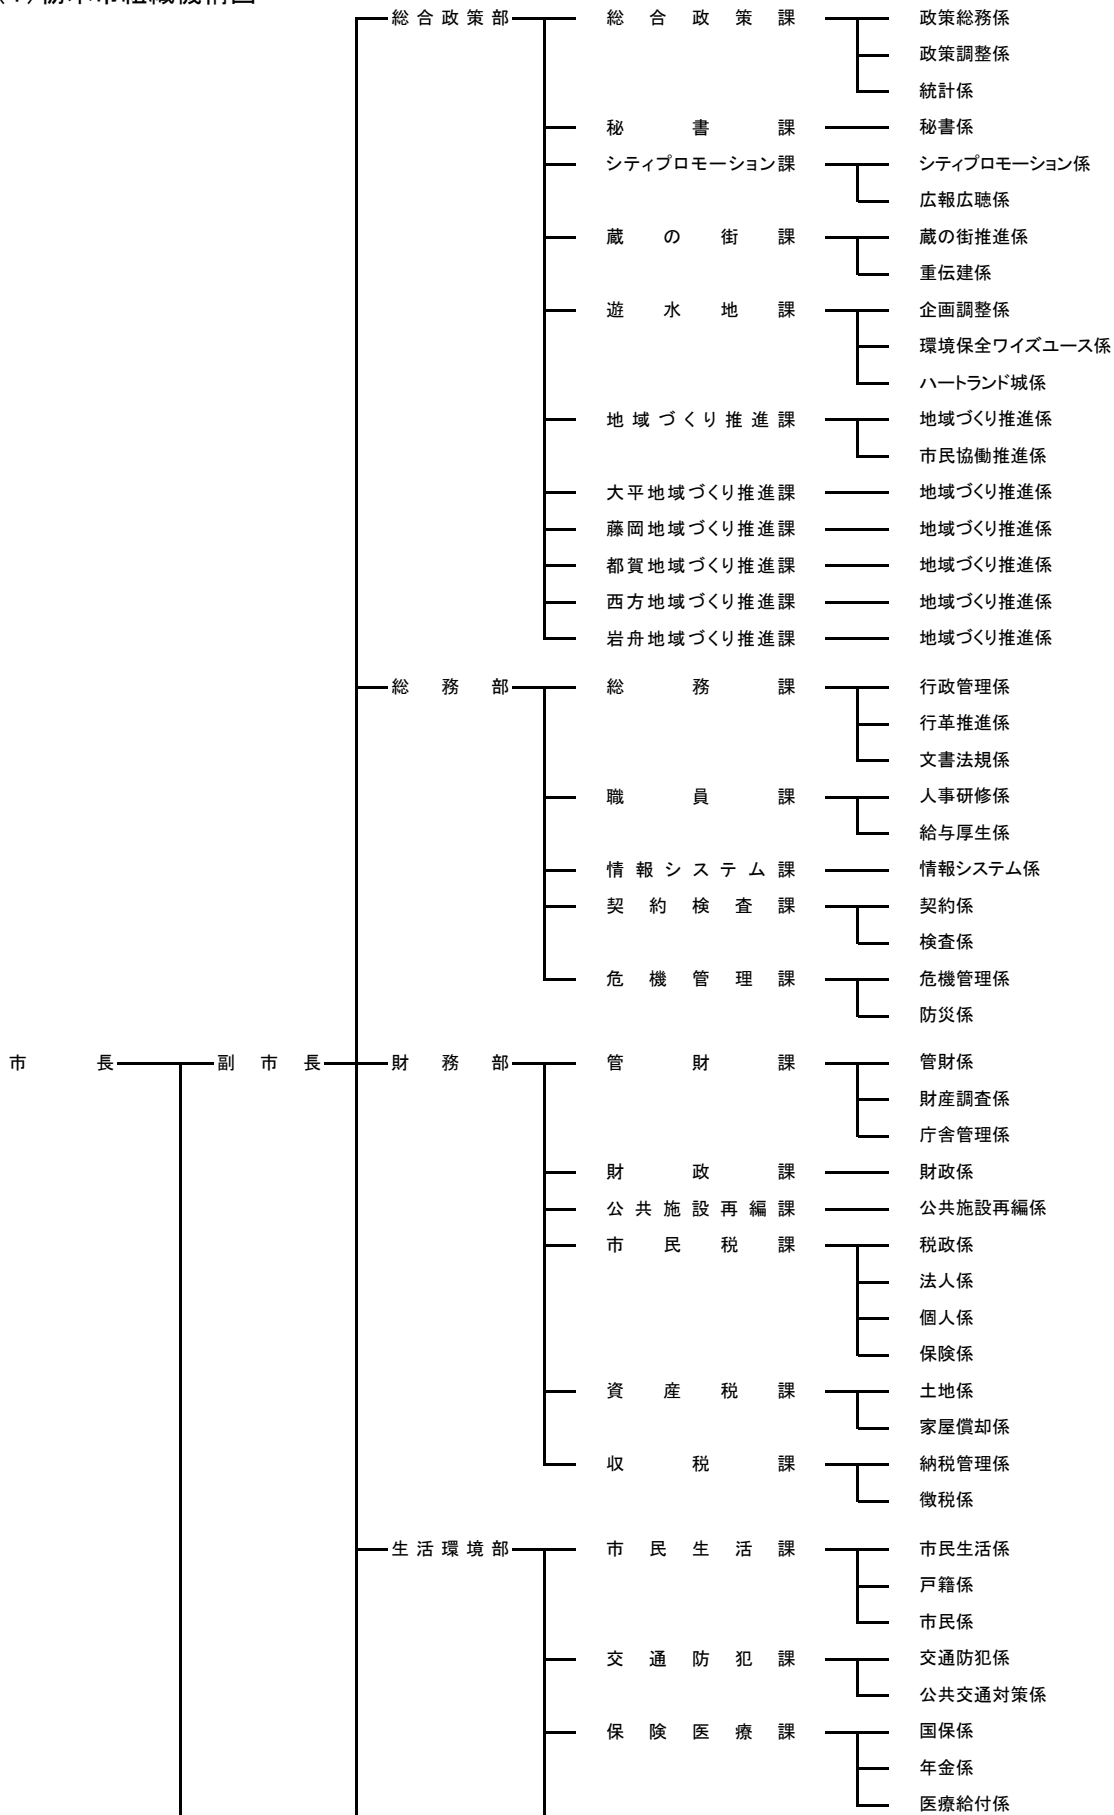 総合政策部 総合政策課 政策総務係
政策調整係
統計係
秘書課 秘書係
シティプロモーション課 シティプロモーション係
広報広聴係
蔵の街課 蔵の街推進係
重伝建係
遊水地課 企画調整係
環境保全ワイズユース係
ハートランド城係
地域づくり推進課 地域づくり推進係
市民協働推進係
大平地域づくり推進課 地域づくり推進係
藤岡地域づくり推進課 地域づくり推進係
都賀地域づくり推進課 地域づくり推進係
西方地域づくり推進課 地域づくり推進係
岩舟地域づくり推進課 地域づくり推進係
総務部 総務課 行政管理係
行革推進係
文書法規係
職員課 人事研修係
給与厚生係
情報システム課 情報システム係
契約検査課 契約係
検査係
危機管理課 危機管理係
防災係
市長 副市長 財務部 管財課 管財係
財産調査係
庁舎管理係
財政課 財政係
公共施設再編課 公共施設再編係
市民税課 税政係
法人係
個人係
保険係
資産税課 土地係
家屋償却係
収税課 納税管理係
徴税係
生活環境部 市民生活課 市民生活係
戸籍係
市民係
交通防犯課 交通防犯係
公共交通対策係
保険医療課 国保係
年金係
医療給付係